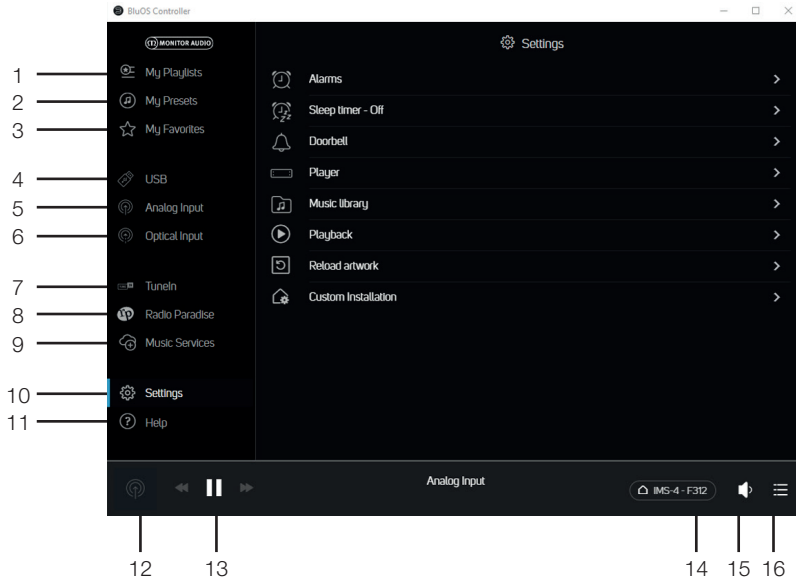 BluOS Controller
MONITOR AUDIO
1 My Playlists
2 My Presets
3 My Favorites
4 USB
5 Analog Input
6 Optical Input
7 TuneIn
8 rp Radio Paradise
9 Music Services
10 Settings
11 ? Help
Settings
Alarms
Sleep timer - Off
Doorbell
Player
Music library
Playback
Reload artwork
Custom Installation
Analog Input
IMS-4 - F312
12 13 14 15 16